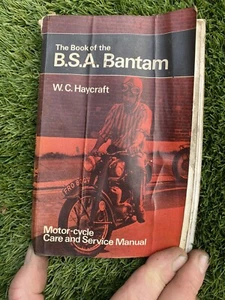 The Book of the
B.S.A. Bantam
W. C. Haycraft
Motor-cycle
Care and Service Manual